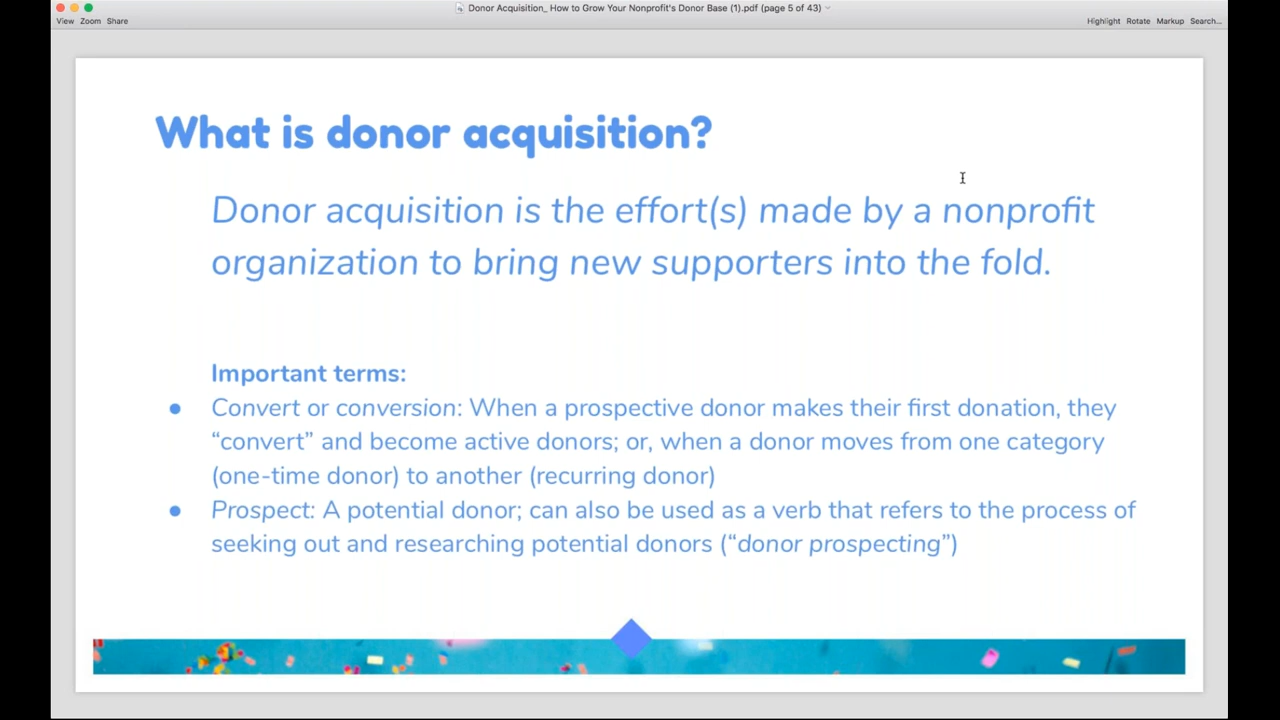 Donor Acquisition_ How to Grow Your Nonprofit's Donor Base (1).pdf (page 5 of 43)
View Zoom Share
Highlight Rotate Markup Search...
What is donor acquisition?
Donor acquisition is the effort(s) made by a nonprofit
organization to bring new supporters into the fold.
Important terms:
● Convert or conversion: When a prospective donor makes their first donation, they
“convert” and become active donors; or, when a donor moves from one category
(one-time donor) to another (recurring donor)
● Prospect: A potential donor; can also be used as a verb that refers to the process of
seeking out and researching potential donors (“donor prospecting”)